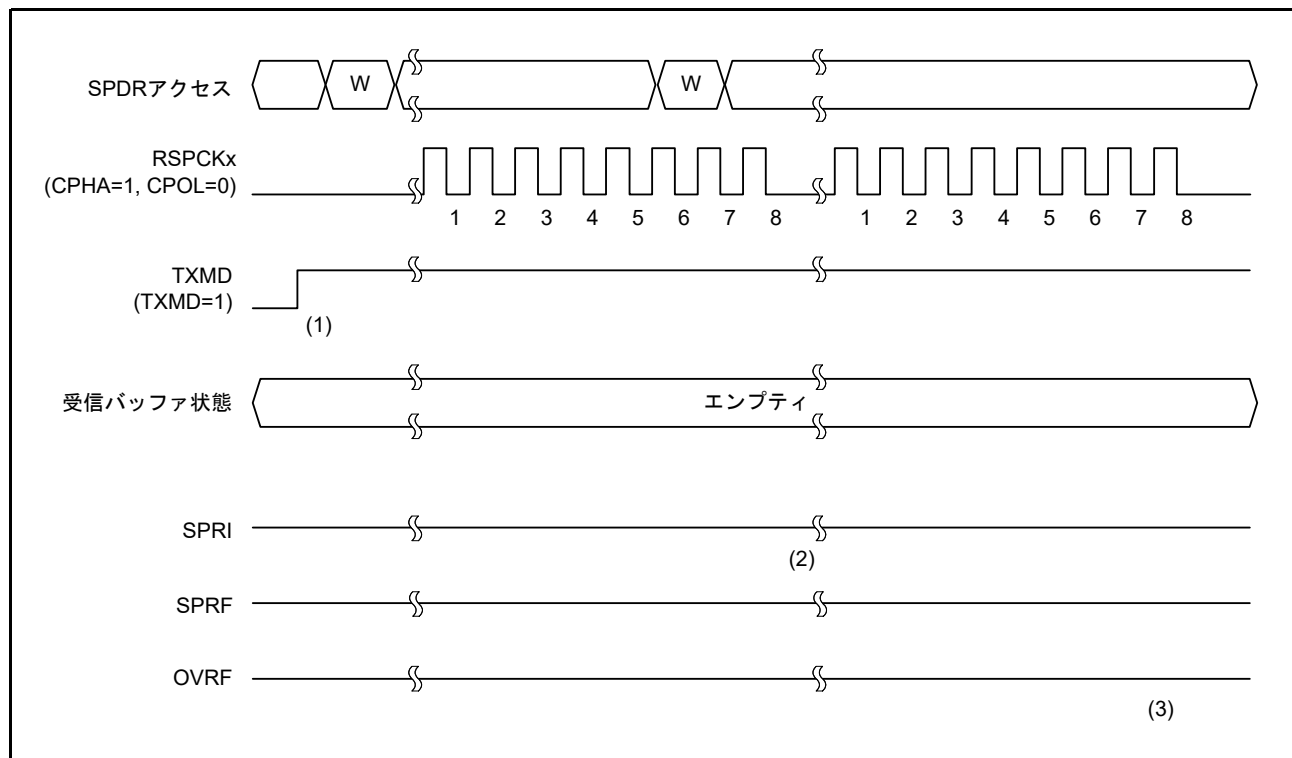 SPDRアクセス
W
W
RSPCKx
(CPHA=1, CPOL=0)
1 2 3 4 5 6 7 8
1 2 3 4 5 6 7 8
TXMD
(TXMD=1)
(1)
受信バッファ状態
エンプティ
SPRI
(2)
SPRF
OVRF
(3)